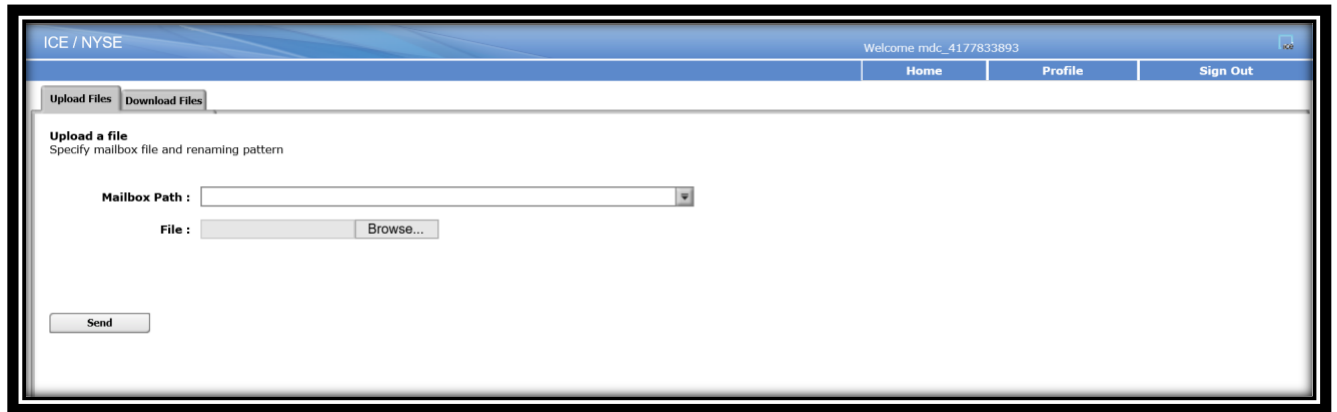 ICE / NYSE
Welcome mdc_4177833893
Home Profile Sign Out
Upload Files Download Files
Upload a file
Specify mailbox file and renaming pattern
Mailbox Path :
File : Browse...
Send